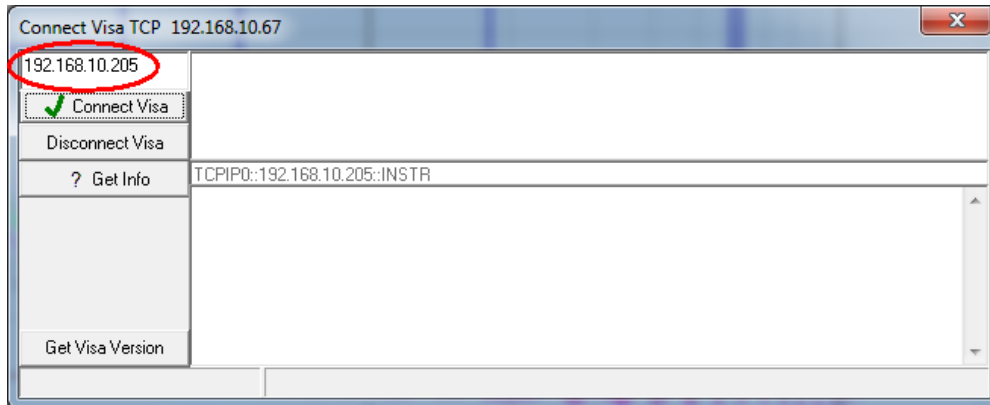 Connect Visa TCP 192.168.10.67
192.168.10.205
Connect Visa
Disconnect Visa
? Get Info
TCPIP0::192.168.10.205::INSTR
Get Visa Version